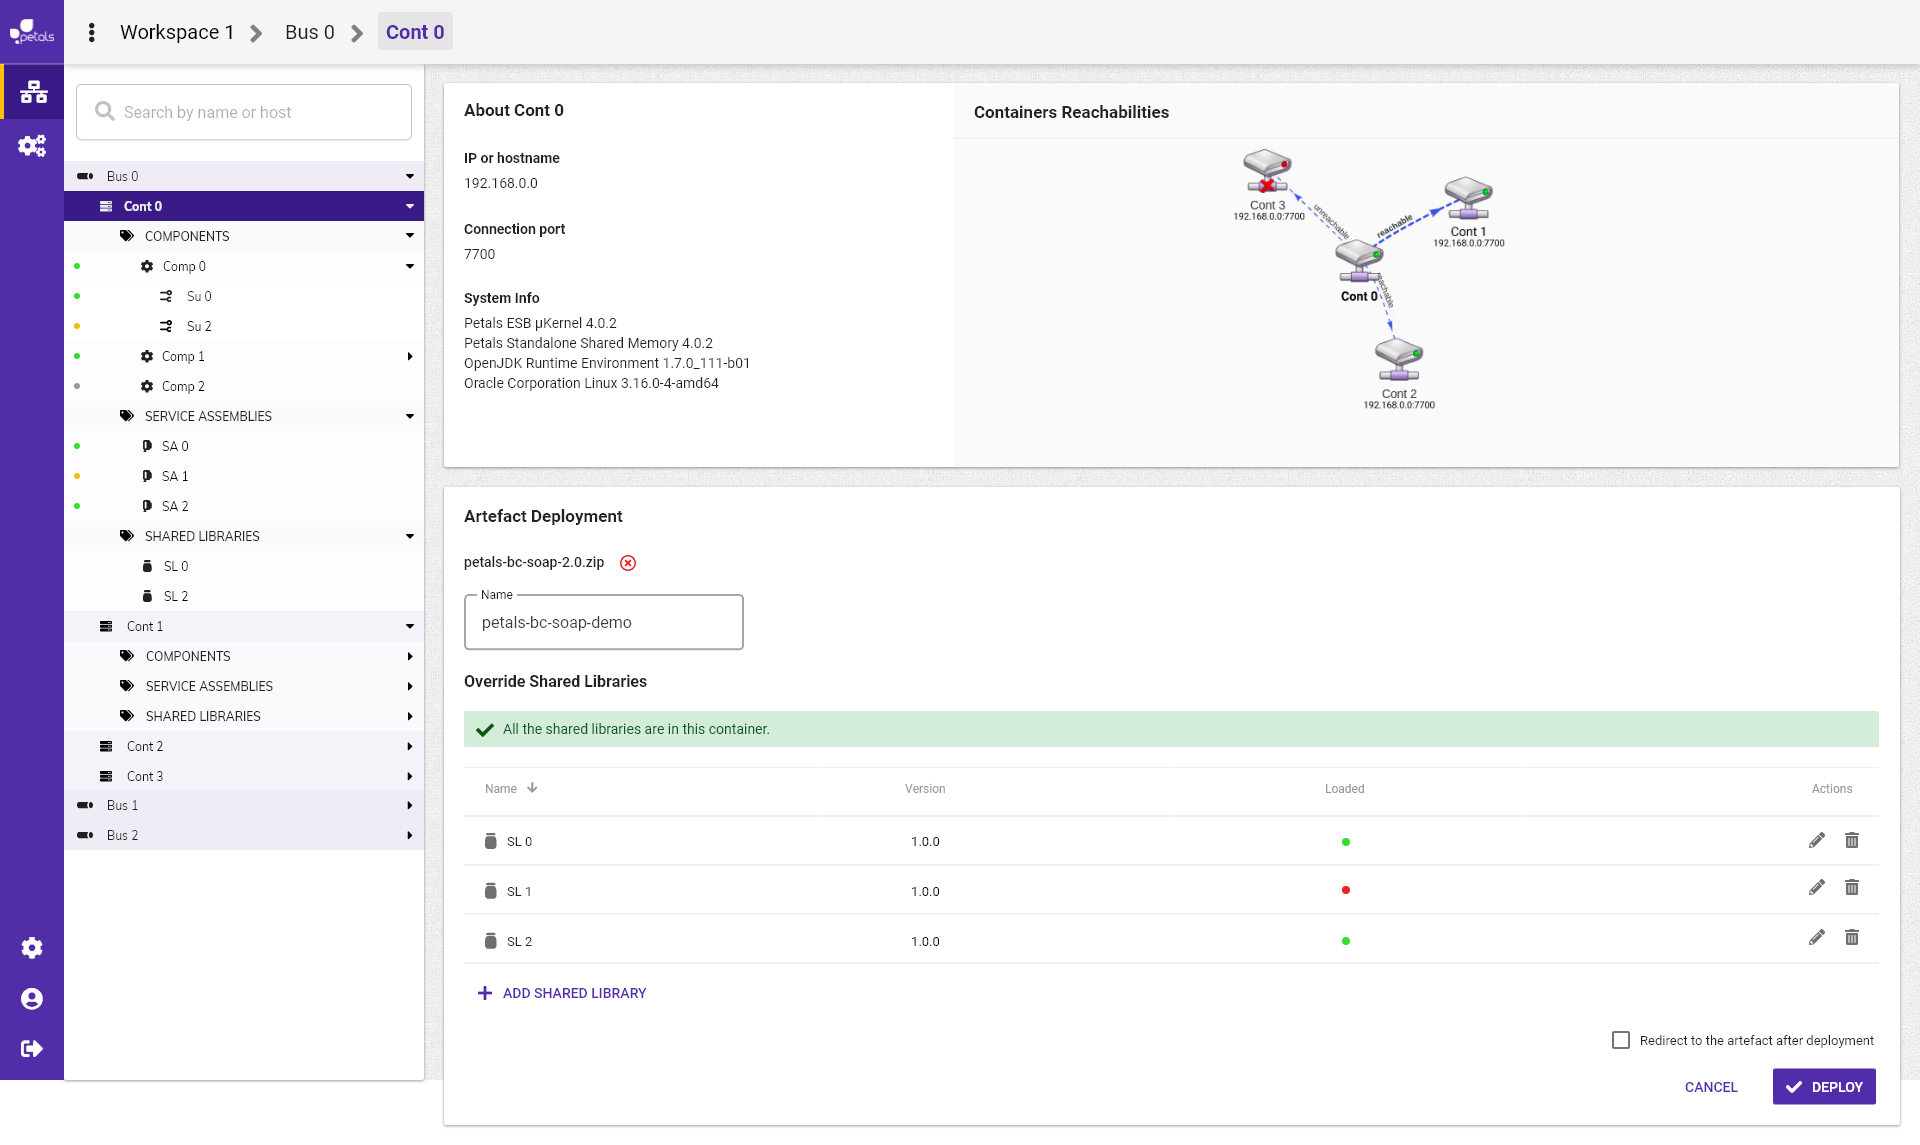 petals
Workspace 1
Bus 0
Cont 0
Search by name or host
Bus 0
Cont 0
COMPONENTS
Comp 0
Su 0
Su 2
Comp 1
Comp 2
SERVICE ASSEMBLIES
SA 0
SA 1
SA 2
SHARED LIBRARIES
SL 0
SL 2
Cont 1
COMPONENTS
SERVICE ASSEMBLIES
SHARED LIBRARIES
Cont 2
Cont 3
Bus 1
Bus 2
About Cont 0
IP or hostname
192.168.0.0
Connection port
7700
System Info
Petals ESB µKernel 4.0.2
Petals Standalone Shared Memory 4.0.2
OpenJDK Runtime Environment 1.7.0_111-b01
Oracle Corporation Linux 3.16.0-4-amd64
Containers Reachabilities
Cont 3
192.168.0.0:7700
unreachable
reachable
Cont 1
192.168.0.0:7700
Cont 0
Cont 2
192.168.0.0:7700
Artefact Deployment
petals-bc-soap-2.0.zip
Name
petals-bc-soap-demo
Override Shared Libraries
All the shared libraries are in this container.
Name Version Loaded Actions
SL 0 1.0.0
SL 1 1.0.0
SL 2 1.0.0
ADD SHARED LIBRARY
Redirect to the artefact after deployment
CANCEL
DEPLOY